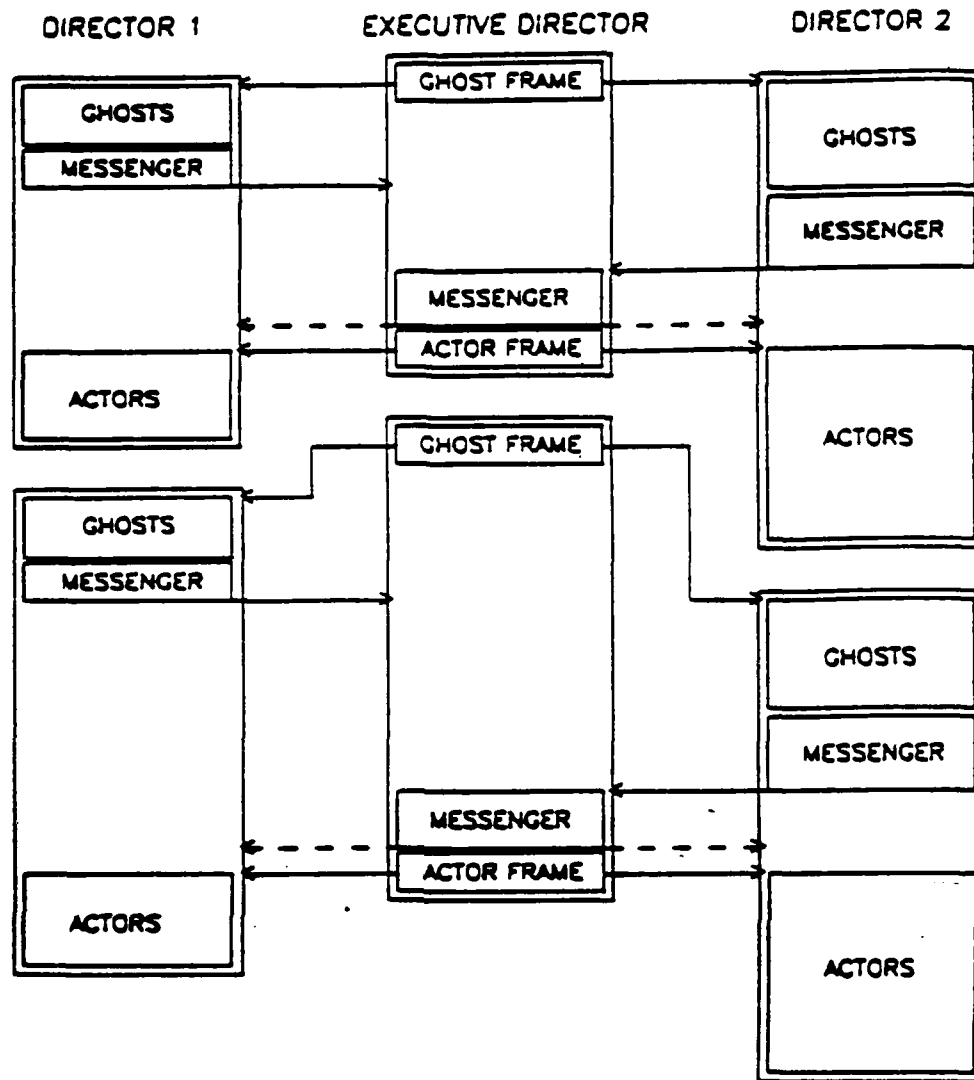 DIRECTOR 1
EXECUTIVE DIRECTOR
DIRECTOR 2
GHOST FRAME
GHOSTS
MESSENGER
GHOSTS
MESSENGER
MESSENGER
ACTOR FRAME
ACTORS
ACTORS
GHOST FRAME
GHOSTS
MESSENGER
GHOSTS
MESSENGER
MESSENGER
ACTOR FRAME
ACTORS
ACTORS